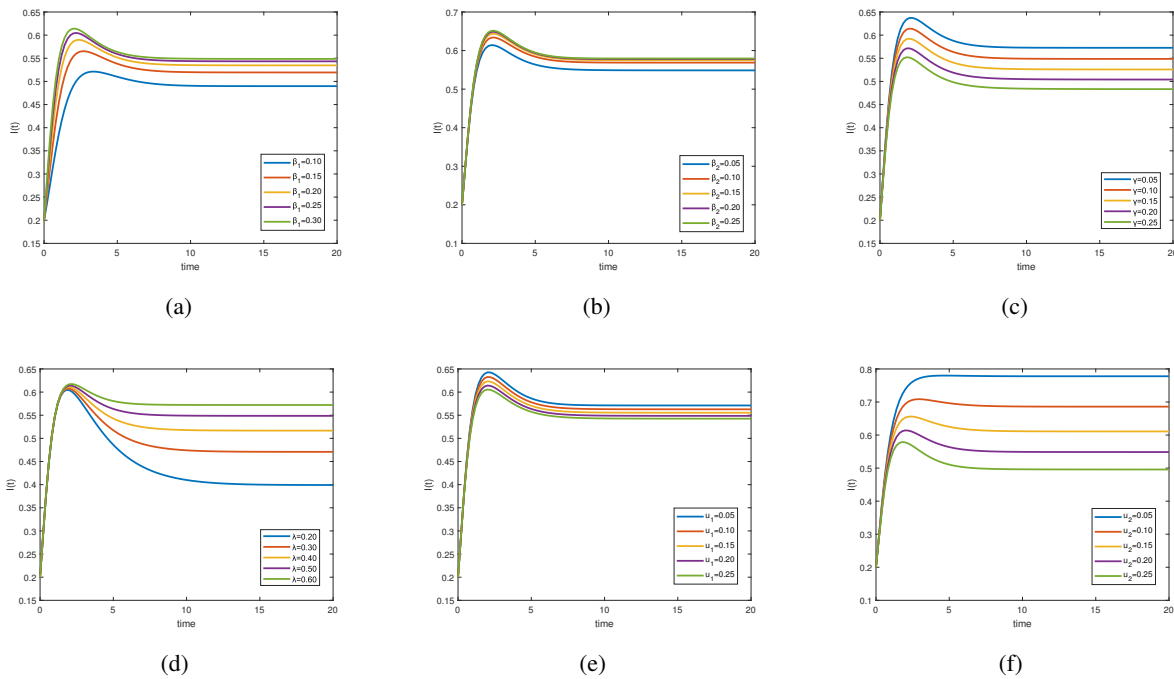 0.65
0.6
0.55
0.5
0.45
0.4
0.35
0.3
0.25
0.2
0.15
I(t)
β1=0.10
β1=0.15
β1=0.20
β1=0.25
β1=0.30
0 5 10 15 20
time
(a)
0.7
0.6
0.5
0.4
0.3
0.2
0.1
I(t)
β2=0.05
β2=0.10
β2=0.15
β2=0.20
β2=0.25
0 5 10 15 20
time
(b)
0.65
0.6
0.55
0.5
0.45
0.4
0.35
0.3
0.25
0.2
0.15
I(t)
γ=0.05
γ=0.10
γ=0.15
γ=0.20
γ=0.25
0 5 10 15 20
time
(c)
0.65
0.6
0.55
0.5
0.45
0.4
0.35
0.3
0.25
0.2
0.15
I(t)
λ=0.20
λ=0.30
λ=0.40
λ=0.50
λ=0.60
0 5 10 15 20
time
(d)
0.65
0.6
0.55
0.5
0.45
0.4
0.35
0.3
0.25
0.2
0.15
I(t)
u1=0.05
u1=0.10
u1=0.15
u1=0.20
u1=0.25
0 5 10 15 20
time
(e)
0.8
0.7
0.6
0.5
0.4
0.3
0.2
0.1
I(t)
u2=0.05
u2=0.10
u2=0.15
u2=0.20
u2=0.25
0 5 10 15 20
time
(f)